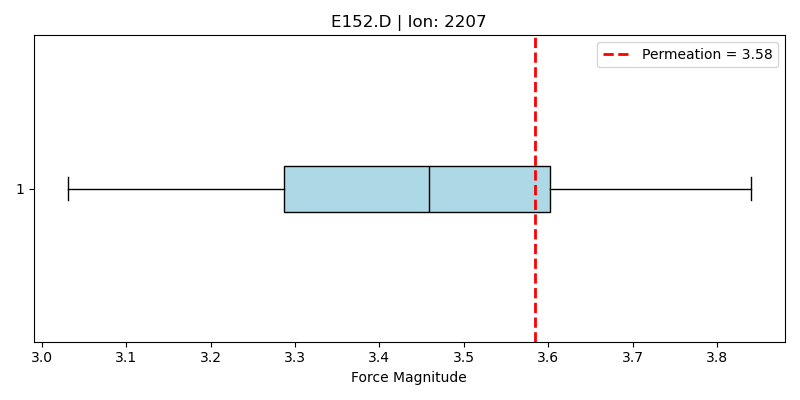 E152.D | Ion: 2207
Permeation = 3.58
1
3.0 3.1 3.2 3.3 3.4 3.5 3.6 3.7 3.8
Force Magnitude